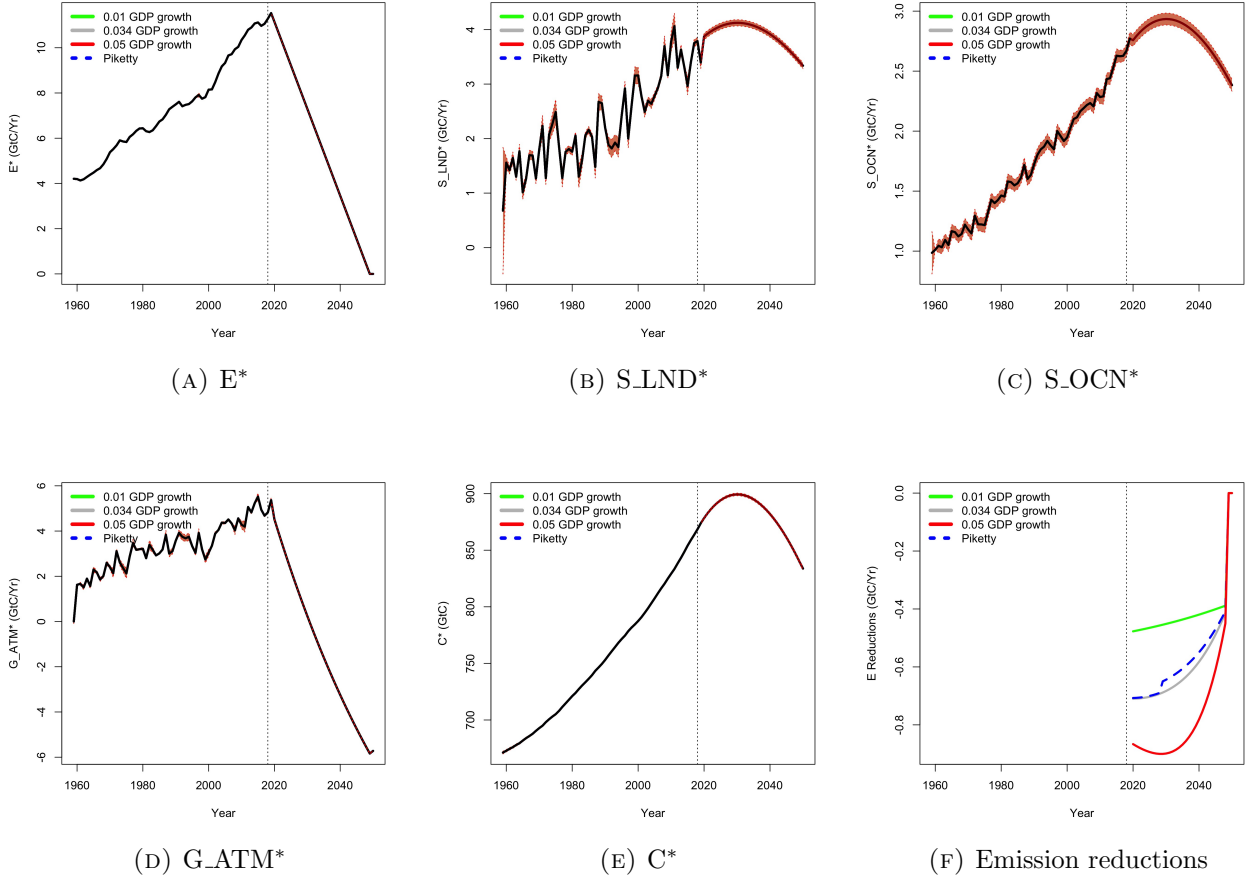 0.01 GDP growth
0.034 GDP growth
0.05 GDP growth
Piketty
E* (GtC/Yr)
0 2 4 6 8 10
1960 1980 2000 2020 2040
Year
(A) E*
0.01 GDP growth
0.034 GDP growth
0.05 GDP growth
Piketty
S_LND* (GtC/Yr)
0 1 2 3 4
1960 1980 2000 2020 2040
Year
(B) S_LND*
0.01 GDP growth
0.034 GDP growth
0.05 GDP growth
Piketty
S_OCN* (GtC/Yr)
1.0 1.5 2.0 2.5 3.0
1960 1980 2000 2020 2040
Year
(C) S_OCN*
0.01 GDP growth
0.034 GDP growth
0.05 GDP growth
Piketty
G_ATM* (GtC/Yr)
-6 -4 -2 0 2 4 6
1960 1980 2000 2020 2040
Year
(D) G_ATM*
0.01 GDP growth
0.034 GDP growth
0.05 GDP growth
Piketty
C* (GtC)
700 750 800 850 900
1960 1980 2000 2020 2040
Year
(E) C*
0.01 GDP growth
0.034 GDP growth
0.05 GDP growth
Piketty
E Reductions (GtC/Yr)
-0.8 -0.6 -0.4 -0.2 0.0
1960 1980 2000 2020 2040
Year
(F) Emission reductions